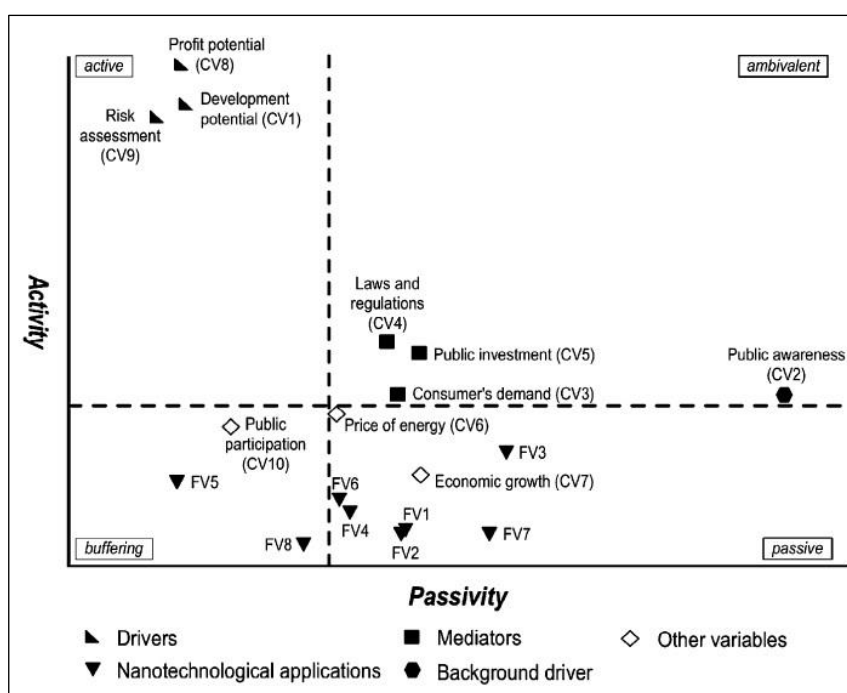 Profit potential
(CV8)
active
ambivalent
Development
potential (CV1)
Risk
assessment
(CV9)
Laws and
regulations
(CV4)
Public investment (CV5)
Public awareness
(CV2)
Consumer's demand (CV3)
Activity
Public
participation
(CV10)
Price of energy (CV6)
FV3
FV5
FV6
Economic growth (CV7)
FV4
FV1
FV8
FV2
FV7
buffering
passive
Passivity
Drivers
Mediators
Other variables
Nanotechnological applications
Background driver